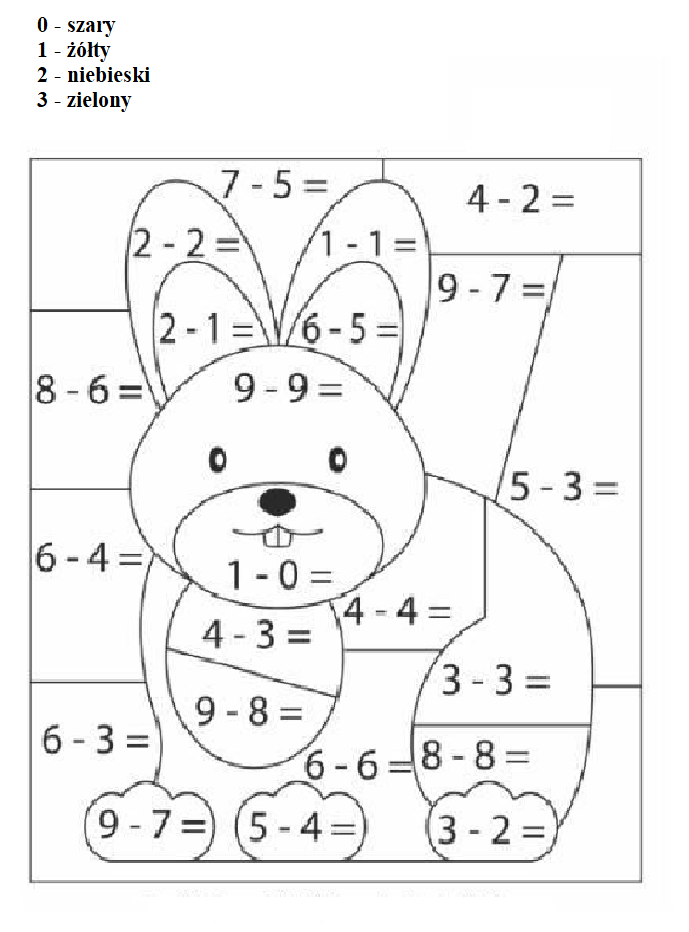 0 - szary
1 - żółty
2 - niebieski
3 - zielony
7 - 5 =
4 - 2 =
2 - 2 =
1 - 1 =
9 - 7 =
2 - 1 =
6 - 5 =
8 - 6 =
9 - 9 =
5 - 3 =
6 - 4 =
1 - 0 =
4 - 4 =
4 - 3 =
3 - 3 =
9 - 8 =
6 - 3 =
6 - 6 =
8 - 8 =
9 - 7 =
5 - 4 =
3 - 2 =